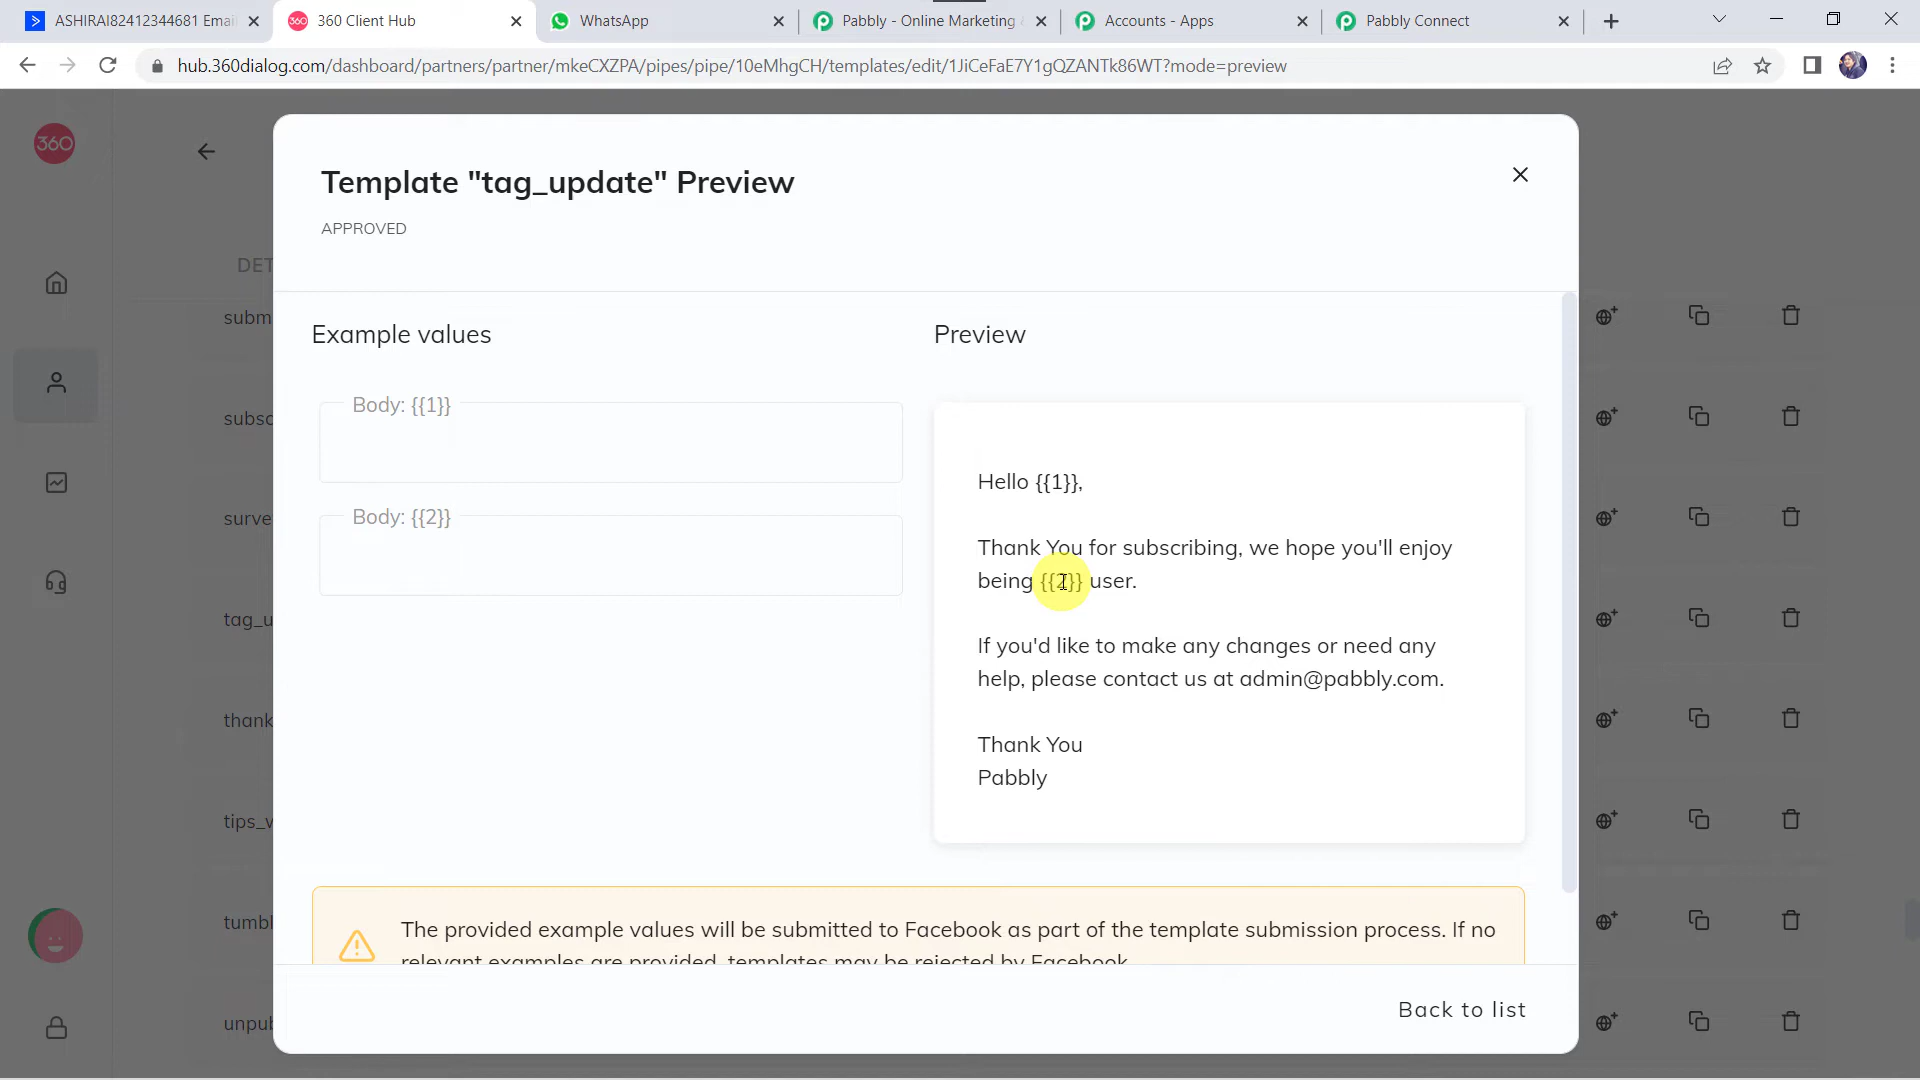 ASHIRAI82412344681 Email
360 Client Hub
WhatsApp
Pabbly - Online Marketing
Accounts - Apps
Pabbly Connect
hub.360dialog.com/dashboard/partners/partner/mkeCXZPA/pipes/pipe/10eMhgCH/templates/edit/1JiCeFaE7Y1gQZANTk86WT?mode=preview
360
Template "tag_update" Preview
APPROVED
DET
Example values
Preview
Body: {{1}}
Body: {{2}}
Hello {{1}},
Thank You for subscribing, we hope you'll enjoy
being {{2}} user.
If you'd like to make any changes or need any
help, please contact us at admin@pabbly.com.
Thank You
Pabbly
subm
subsc
surve
tag_u
thank
tips_v
tumbl
unpub
The provided example values will be submitted to Facebook as part of the template submission process. If no
relevant examples are provided, templates may be rejected by Facebook.
Back to list